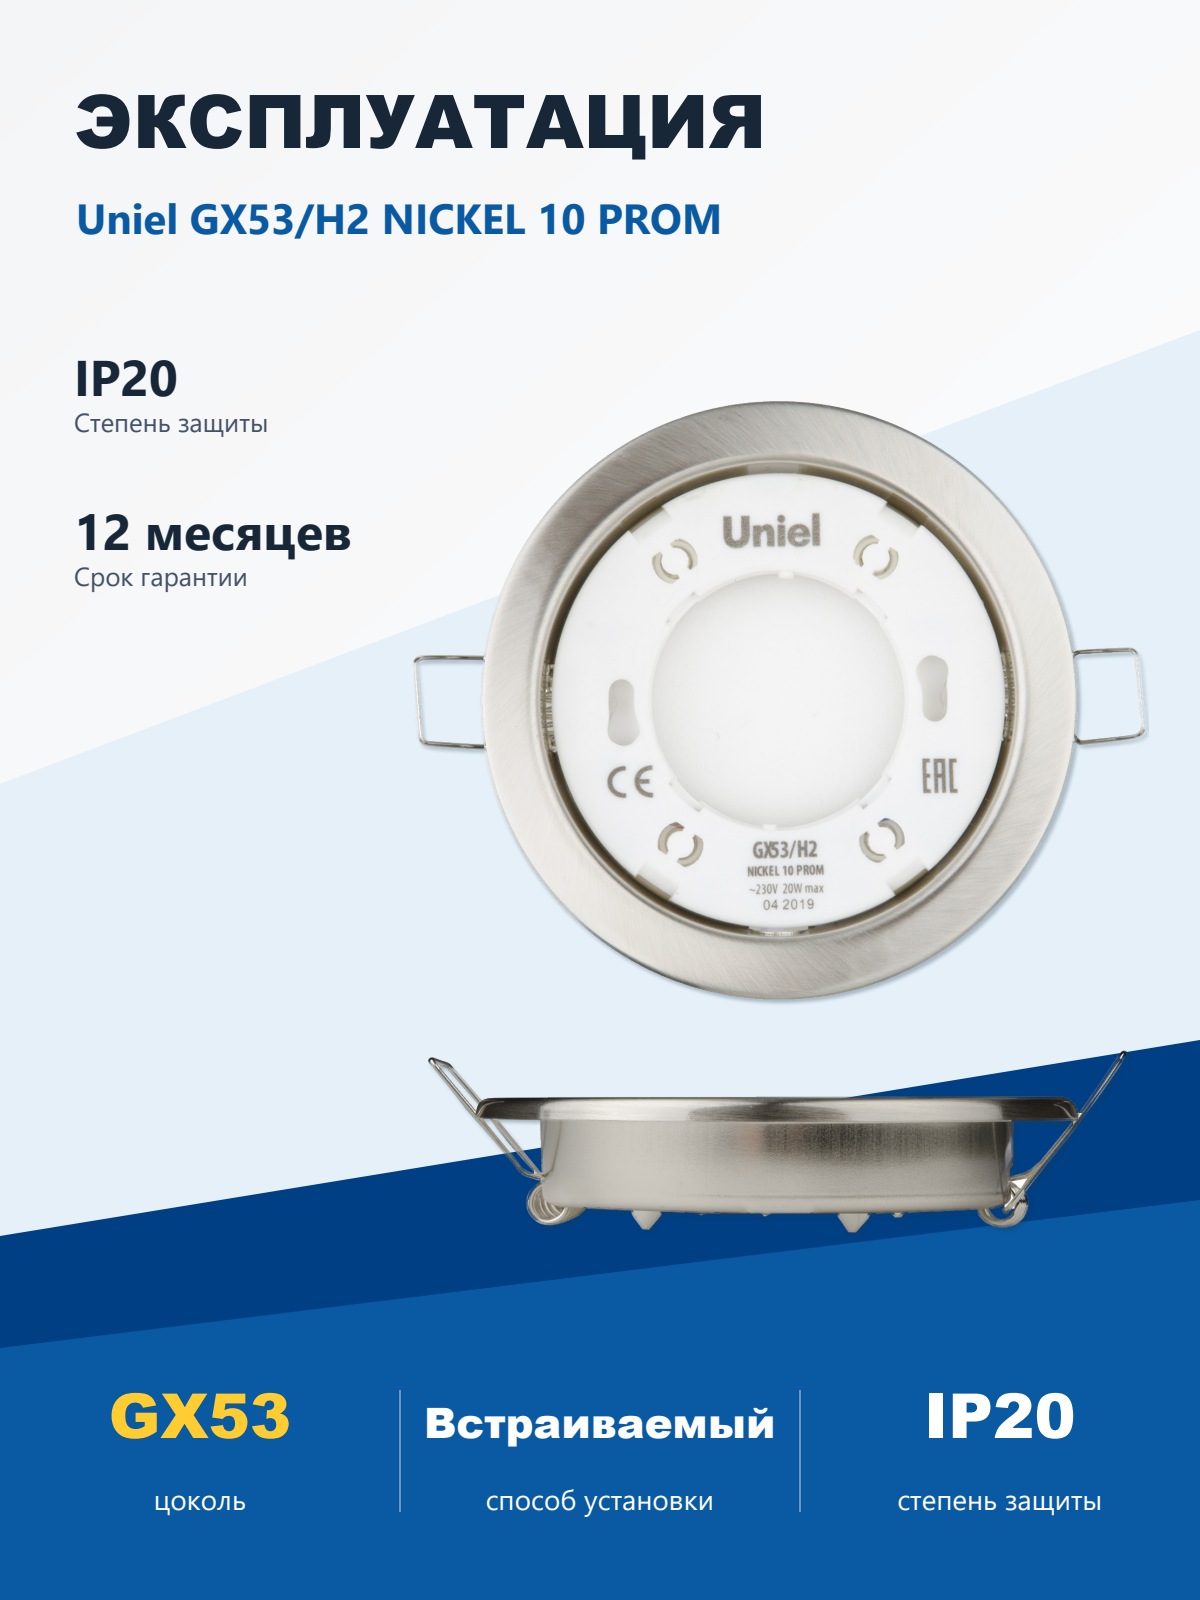 ЭКСПЛУАТАЦИЯ
Uniel GX53/H2 NICKEL 10 PROM
IP20
Степень защиты
12 месяцев
Срок гарантии
Uniel
CE
EAC
GX53/H2
NICKEL 10 PROM
~230V 20W max
04 2019
GX53
цоколь
Встраиваемый
способ установки
IP20
степень защиты